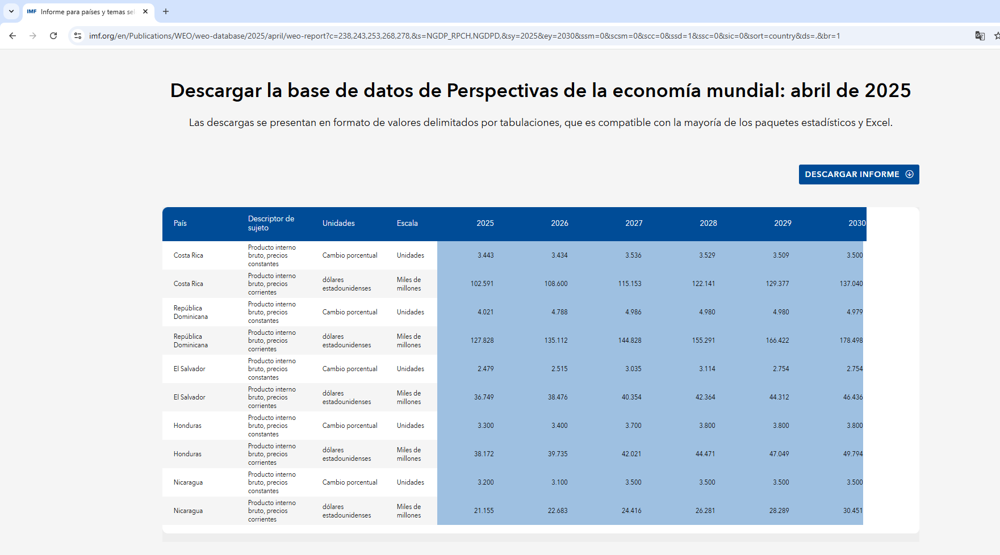 IMF Informe para países y temas se
imf.org/en/Publications/WEO/weo-database/2025/april/weo-report?c=238,243,253,268,278,&s=NGDP_RPCH,NGDPD,&sy=2025&ey=2030&ssm=0&scsm=0&scc=0&ssd=1&ssc=0&sic=0&sort=country&ds=.&br=1
Descargar la base de datos de Perspectivas de la economía mundial: abril de 2025
Las descargas se presentan en formato de valores delimitados por tabulaciones, que es compatible con la mayoría de los paquetes estadísticos y Excel.
DESCARGAR INFORME
País Descriptor de sujeto Unidades Escala 2025 2026 2027 2028 2029 2030
Costa Rica Producto interno bruto, precios constantes Cambio porcentual Unidades 3.443 3.434 3.536 3.529 3.509 3.500
Costa Rica Producto interno bruto, precios corrientes dólares estadounidenses Miles de millones 102.591 108.600 115.153 122.141 129.377 137.040
República Dominicana Producto interno bruto, precios constantes Cambio porcentual Unidades 4.021 4.788 4.986 4.980 4.980 4.979
República Dominicana Producto interno bruto, precios corrientes dólares estadounidenses Miles de millones 127.828 135.112 144.828 155.291 166.422 178.498
El Salvador Producto interno bruto, precios constantes Cambio porcentual Unidades 2.479 2.515 3.035 3.114 2.754 2.754
El Salvador Producto interno bruto, precios corrientes dólares estadounidenses Miles de millones 36.749 38.476 40.354 42.364 44.312 46.436
Honduras Producto interno bruto, precios constantes Cambio porcentual Unidades 3.300 3.400 3.700 3.800 3.800 3.800
Honduras Producto interno bruto, precios corrientes dólares estadounidenses Miles de millones 38.172 39.735 42.021 44.471 47.049 49.794
Nicaragua Producto interno bruto, precios constantes Cambio porcentual Unidades 3.200 3.100 3.500 3.500 3.500 3.500
Nicaragua Producto interno bruto, precios corrientes dólares estadounidenses Miles de millones 21.155 22.683 24.416 26.281 28.289 30.451